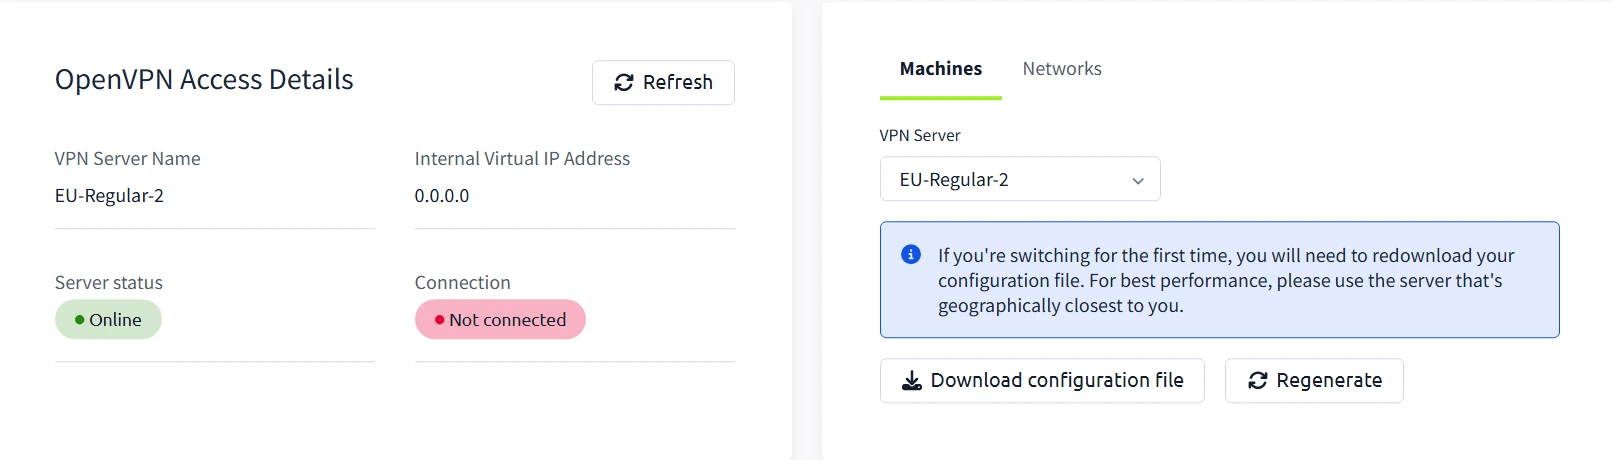 OpenVPN Access Details
Refresh
VPN Server Name
Internal Virtual IP Address
EU-Regular-2
0.0.0.0
Server status
Connection
Online
Not connected
Machines
Networks
VPN Server
EU-Regular-2
If you're switching for the first time, you will need to redownload your
configuration file. For best performance, please use the server that's
geographically closest to you.
Download configuration file
Regenerate